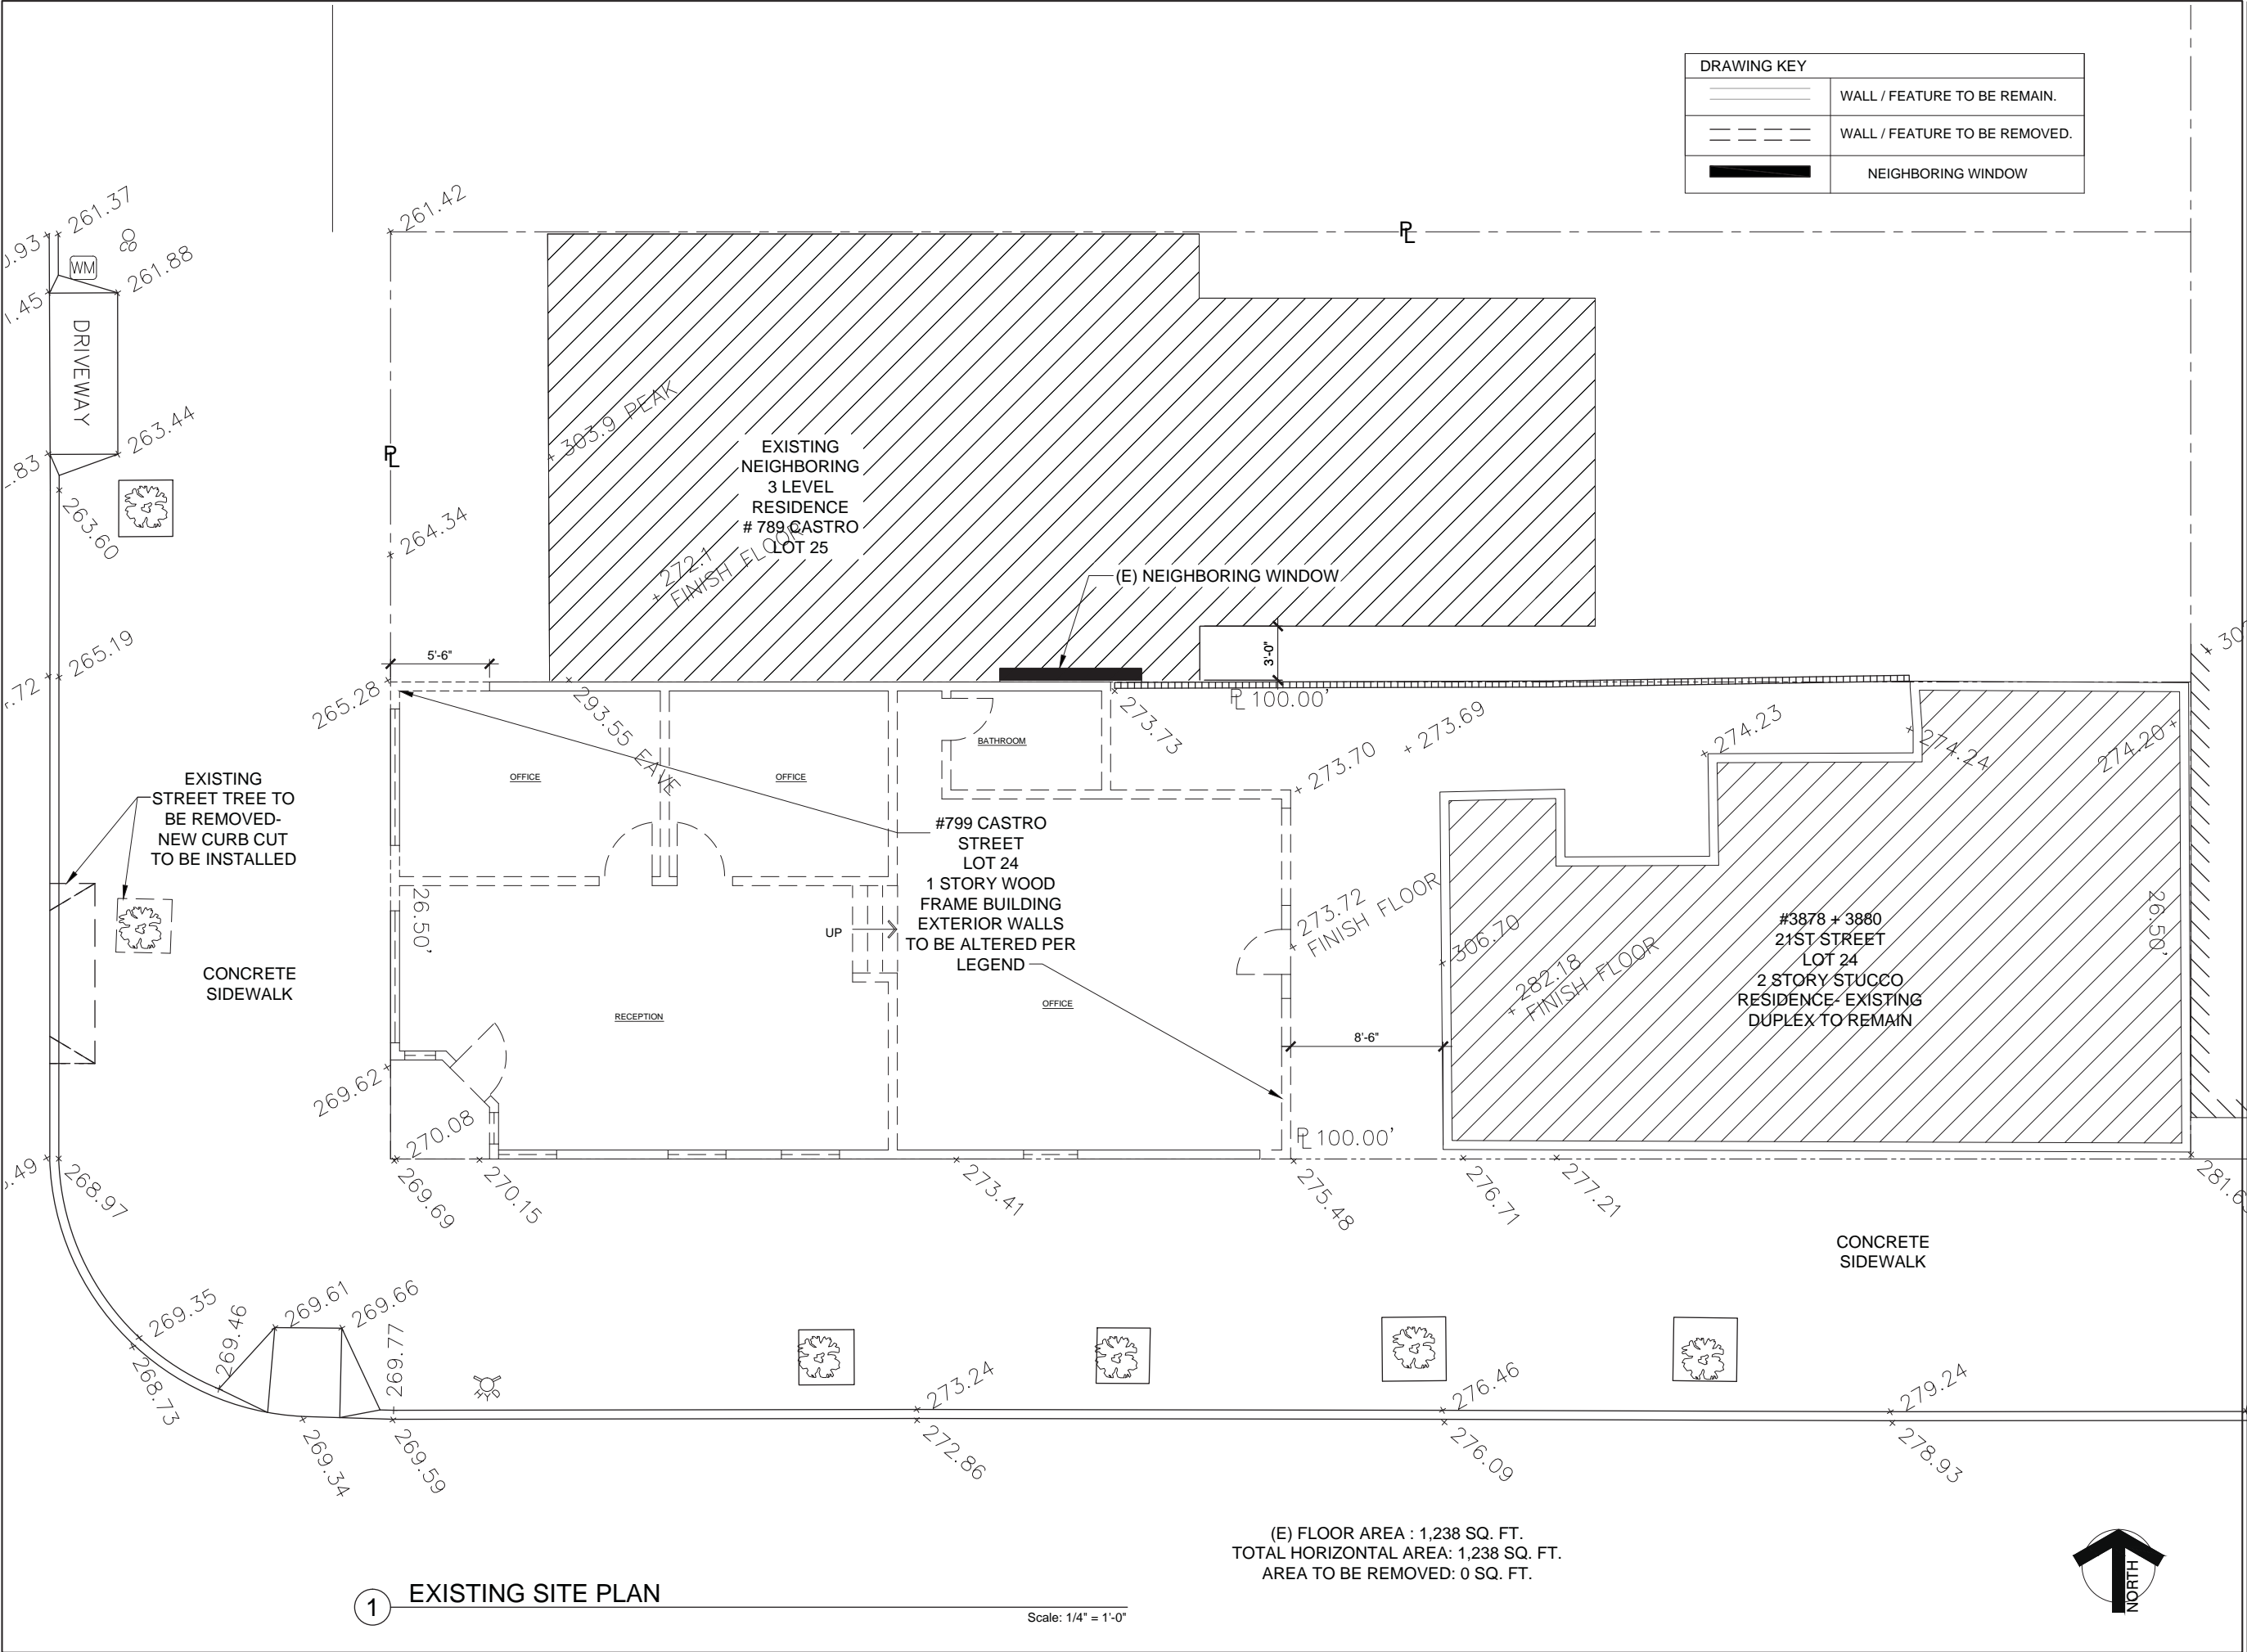 DRAWING KEY
WALL / FEATURE TO BE REMAIN.
WALL / FEATURE TO BE REMOVED.
NEIGHBORING WINDOW
261.37
WM
261.88
DRIVEWAY
263.44
263.60
265.19
261.42
PL
PL
264.34
303.9 PEAK
EXISTING
NEIGHBORING
3 LEVEL
RESIDENCE
# 789 CASTRO
LOT 25
272.1
FINISH FLOOR
(E) NEIGHBORING WINDOW
5'-6"
3'-0"
265.28
293.55 EAVE
273.73
PL 100.00'
273.69
273.70
274.23
274.24
274.20
OFFICE
OFFICE
BATHROOM
EXISTING
STREET TREE TO
BE REMOVED-
NEW CURB CUT
TO BE INSTALLED
#799 CASTRO
STREET
LOT 24
1 STORY WOOD
FRAME BUILDING
EXTERIOR WALLS
TO BE ALTERED PER
LEGEND
26.50'
UP
273.72
FINISH FLOOR
306.70
282.18
FINISH FLOOR
#3878 + 3880
21ST STREET
LOT 24
2 STORY STUCCO
RESIDENCE- EXISTING
DUPLEX TO REMAIN
26.50'
CONCRETE
SIDEWALK
RECEPTION
OFFICE
8'-6"
269.62
270.08
PL 100.00'
268.97
269.69
270.15
273.41
275.48
276.71
277.21
CONCRETE
SIDEWALK
269.35
268.73
269.46
269.61
269.66
269.77
HYD
269.34
269.59
273.24
272.86
276.46
276.09
279.24
278.93
(E) FLOOR AREA : 1,238 SQ. FT.
TOTAL HORIZONTAL AREA: 1,238 SQ. FT.
AREA TO BE REMOVED: 0 SQ. FT.
1 EXISTING SITE PLAN
Scale: 1/4" = 1'-0"
NORTH